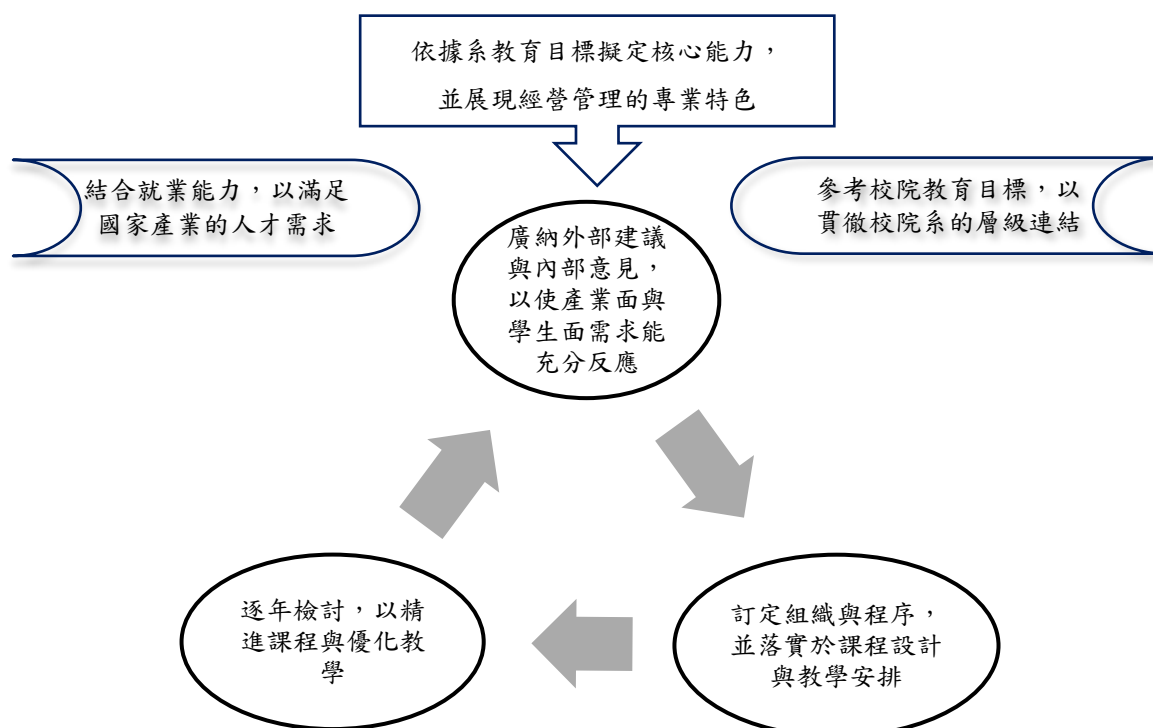 依據系教育目標擬定核心能力，
並展現經營管理的專業特色
結合就業能力，以滿足
國家產業的人才需求
參考校院教育目標，以
貫徹校院系的層級連結
廣納外部建議
與內部意見，
以使產業面與
學生面需求能
充分反應
逐年檢討，以精
進課程與優化教
學
訂定組織與程序，
並落實於課程設計
與教學安排